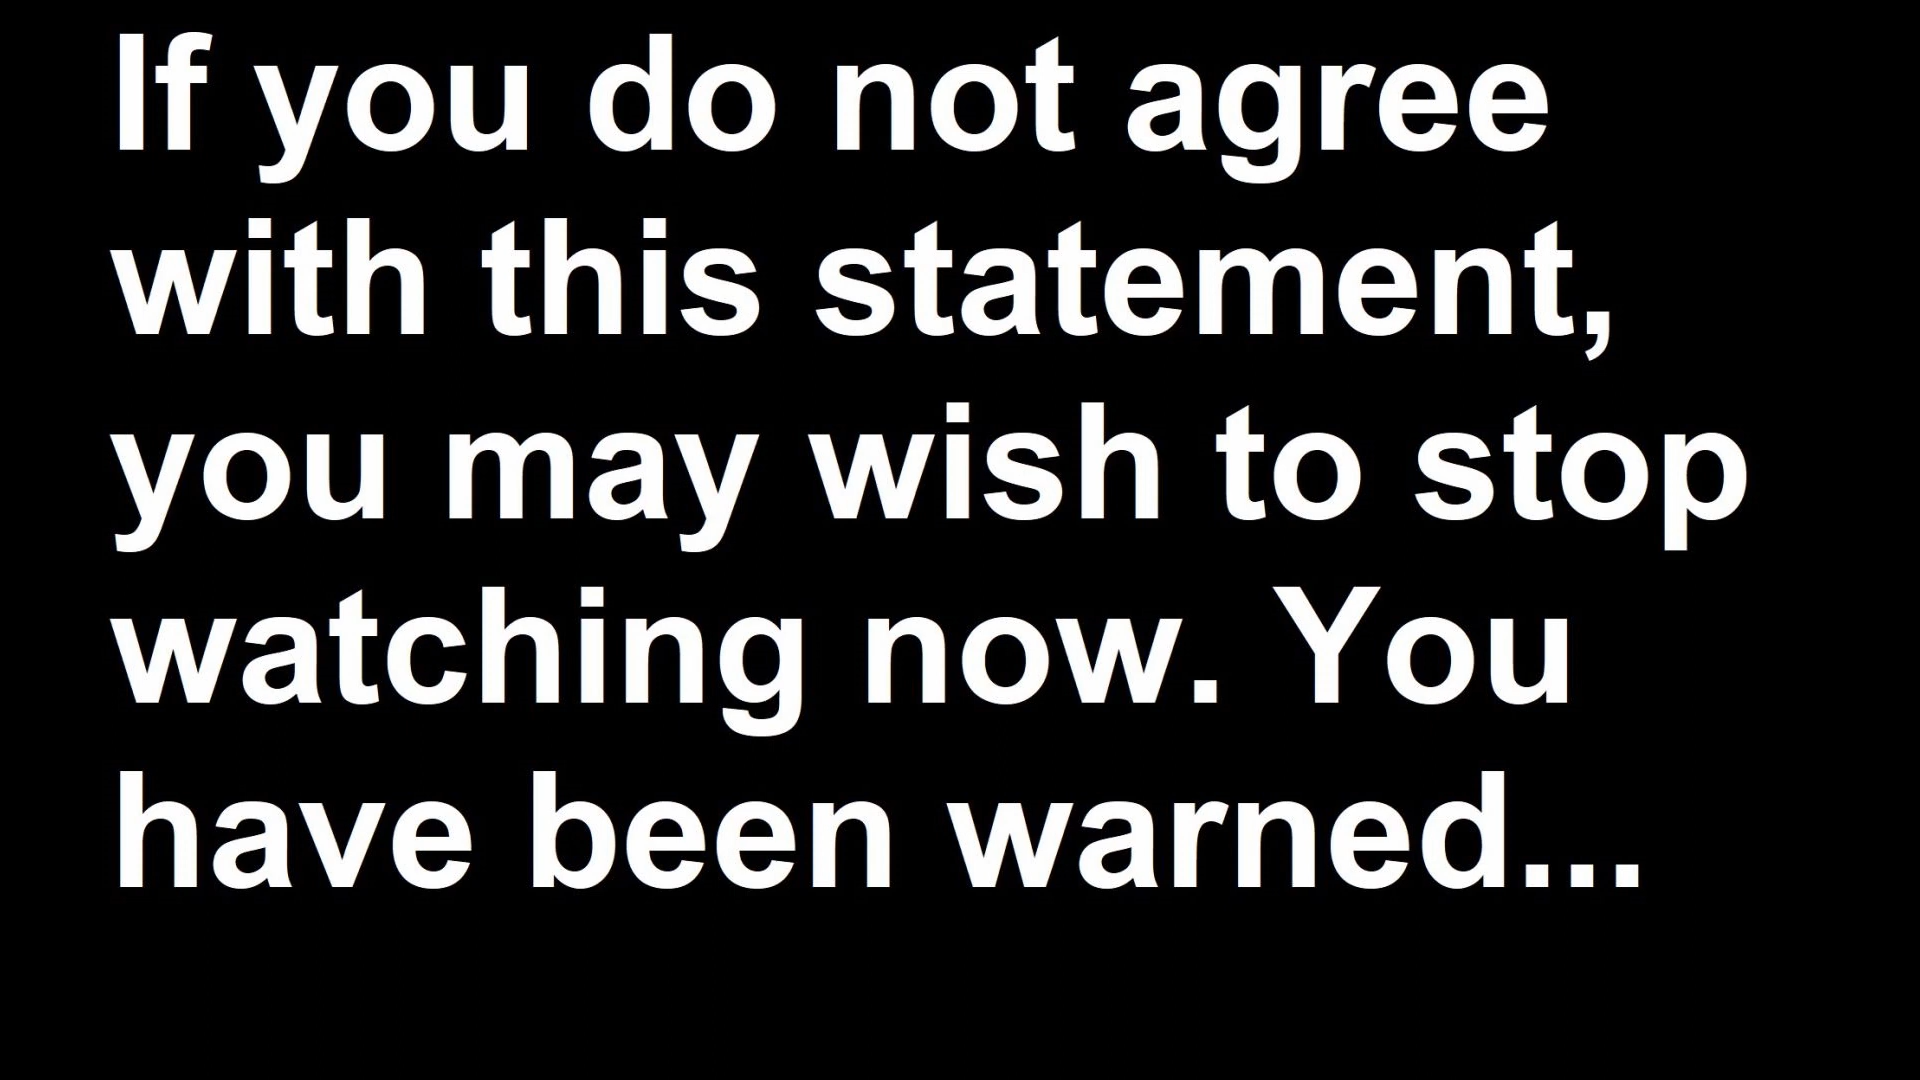 If you do not agree
with this statement,
you may wish to stop
watching now. You
have been warned...